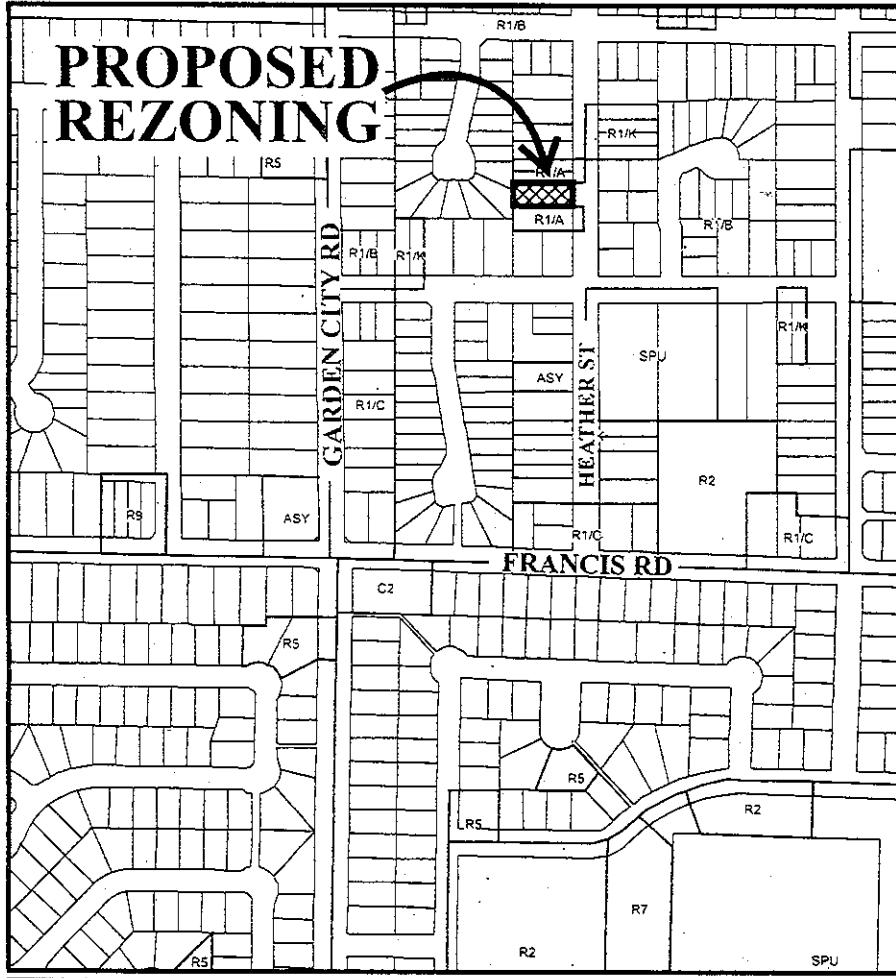 R1/B
PROPOSED
REZONING
R1/K
R5
R1/A
R1/A
R1/B
R1/B
R1/K
GARDEN CITY RD
HEATHER ST
SPU
R1/K
ASY
R1/C
R2
R9
ASY
R1/C
R1/C
FRANCIS RD
C2
R5
R5
R2
R5
R7
R2
R5
SPU